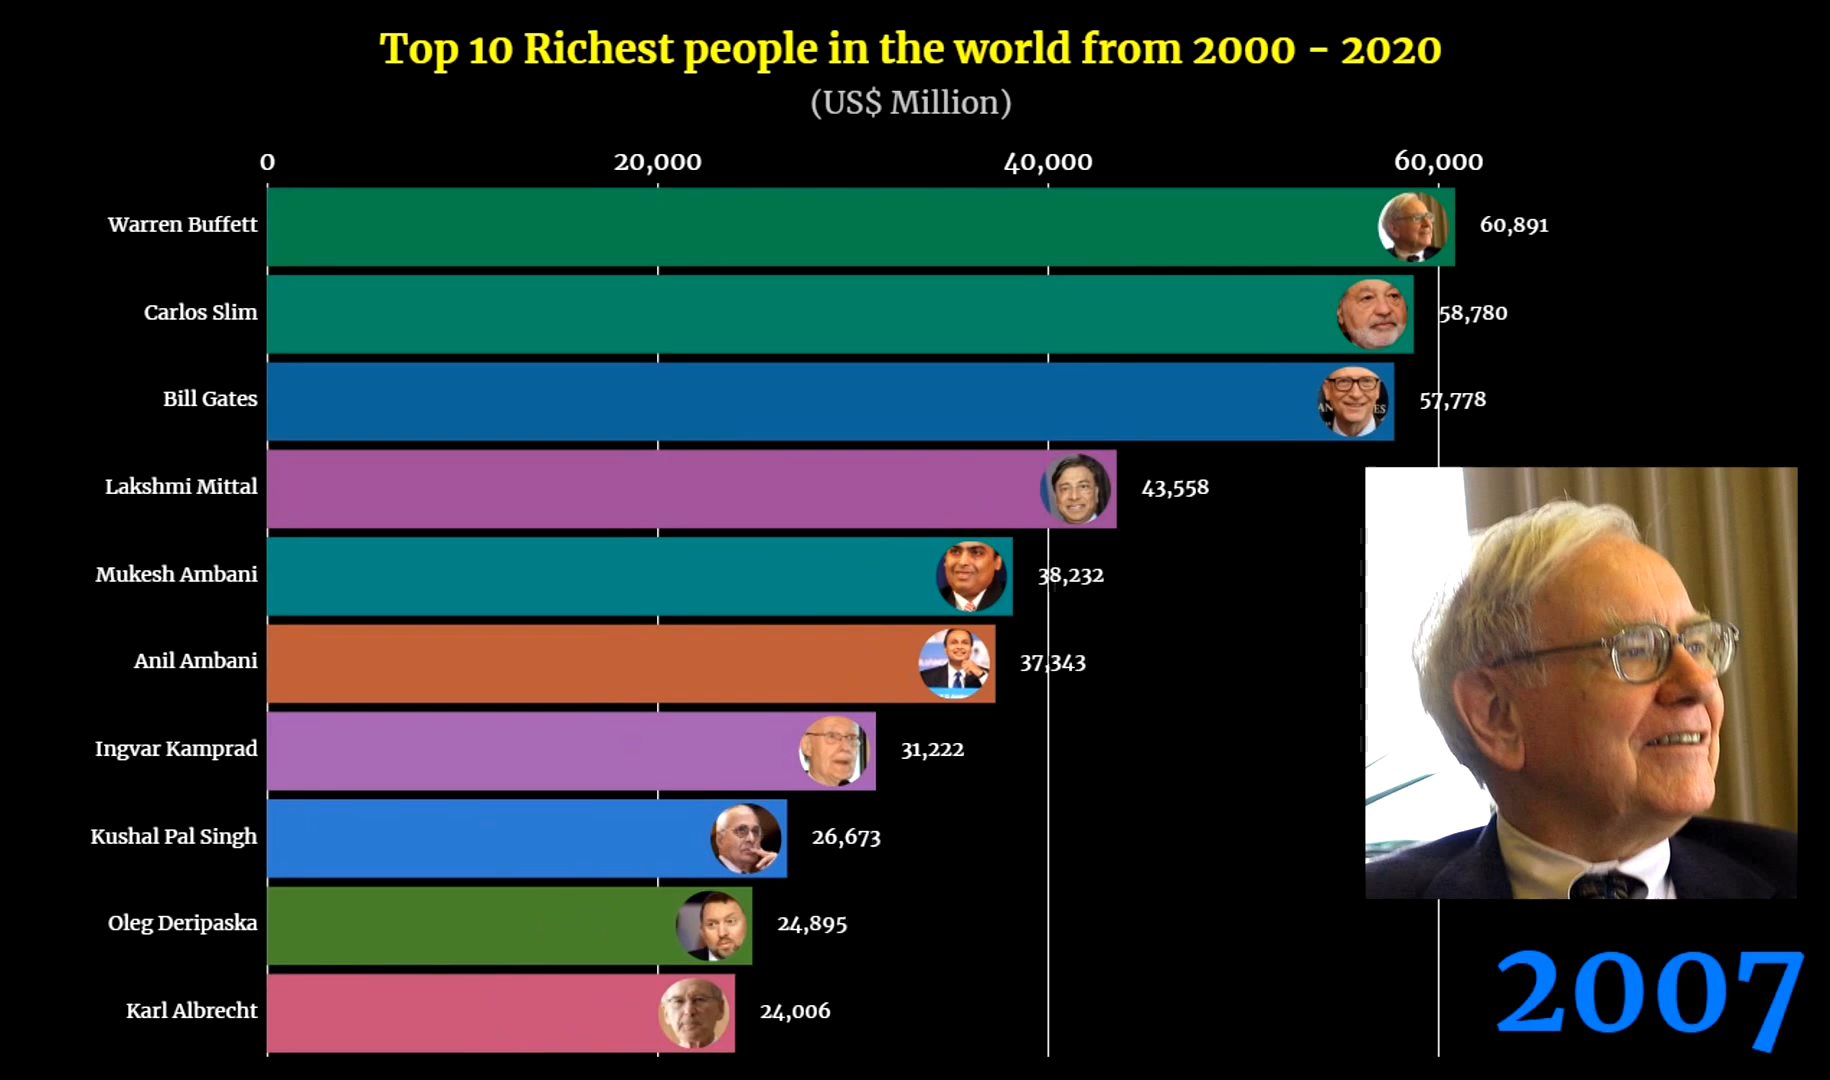 Top 10 Richest people in the world from 2000 - 2020
(US$ Million)
0 20,000 40,000 60,000
Warren Buffett 60,891
Carlos Slim 58,780
Bill Gates 57,778
Lakshmi Mittal 43,558
Mukesh Ambani 38,232
Anil Ambani 37,343
Ingvar Kamprad 31,222
Kushal Pal Singh 26,673
Oleg Deripaska 24,895
Karl Albrecht 24,006
2007